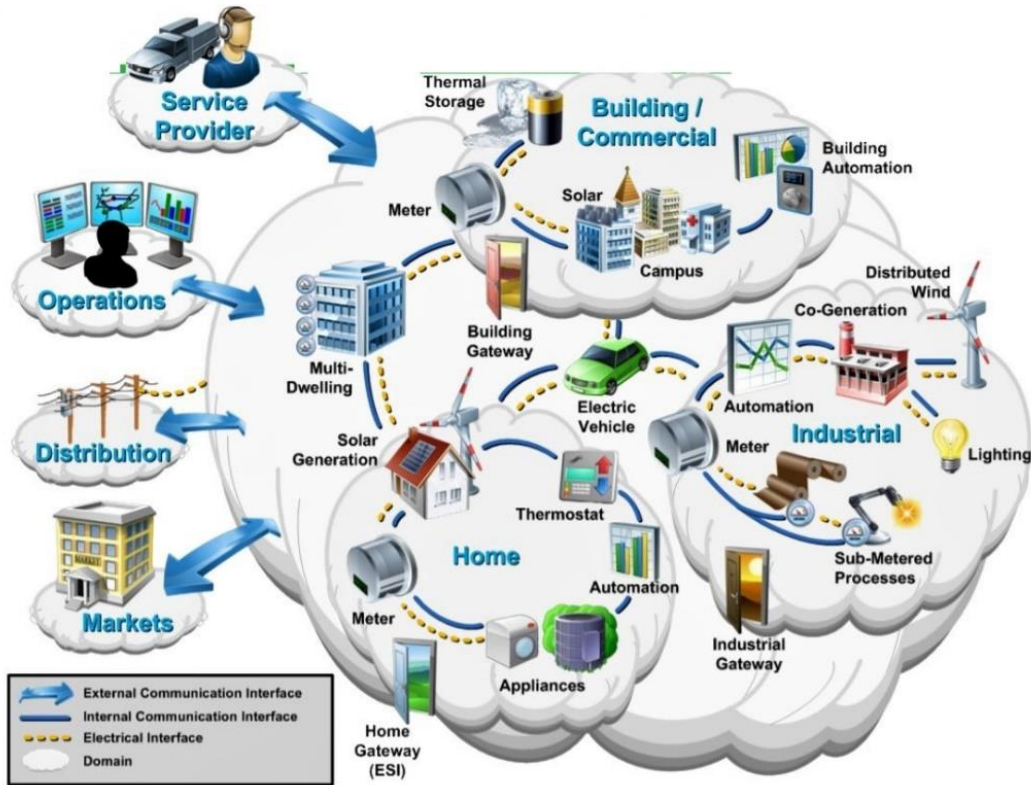 Service
Provider
Thermal
Storage
Building /
Commercial
Building
Automation
Meter
Solar
Campus
Operations
Building
Gateway
Multi-
Dwelling
Distributed
Wind
Co-Generation
Automation
Electric
Vehicle
Industrial
Meter
Lighting
Distribution
Solar
Generation
Thermostat
Sub-Metered
Processes
MARKET
Markets
Home
Automation
Meter
Appliances
Industrial
Gateway
Home
Gateway
(ESI)
External Communication Interface
Internal Communication Interface
Electrical Interface
Domain